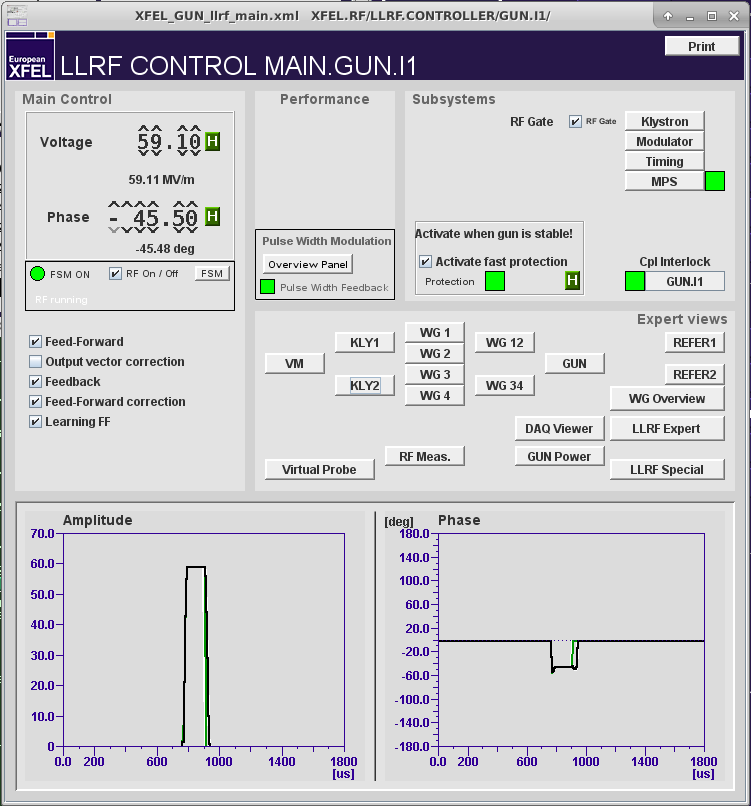 XFEL_GUN_llrf_main.xml XFEL.RF/LLRF.CONTROLLER/GUN.I1/
European
XFEL
LLRF CONTROL MAIN.GUN.I1
Print
Main Control
Voltage
59.10
H
59.11 MV/m
Phase
- 45.50
H
-45.48 deg
FSM ON
RF On / Off
FSM
RF running
Feed-Forward
Output vector correction
Feedback
Feed-Forward correction
Learning FF
Performance
Pulse Width Modulation
Overview Panel
Pulse Width Feedback
Subsystems
RF Gate
RF Gate
Klystron
Modulator
Timing
MPS
Activate when gun is stable!
Activate fast protection
Protection
H
Cpl Interlock
GUN.I1
Expert views
VM
KLY1
KLY2
WG 1
WG 2
WG 3
WG 4
WG 12
WG 34
GUN
REFER1
REFER2
WG Overview
DAQ Viewer
LLRF Expert
RF Meas.
GUN Power
Virtual Probe
LLRF Special
Amplitude
70.0
60.0
50.0
40.0
30.0
20.0
10.0
0
0.0 200 600 1000 1400 1800
[us]
[deg]
Phase
180.0
140.0
100.0
60.0
20.0
-20.0
-60.0
-100.0
-140.0
-180.0
0.0 200 600 1000 1400 1800
[us]